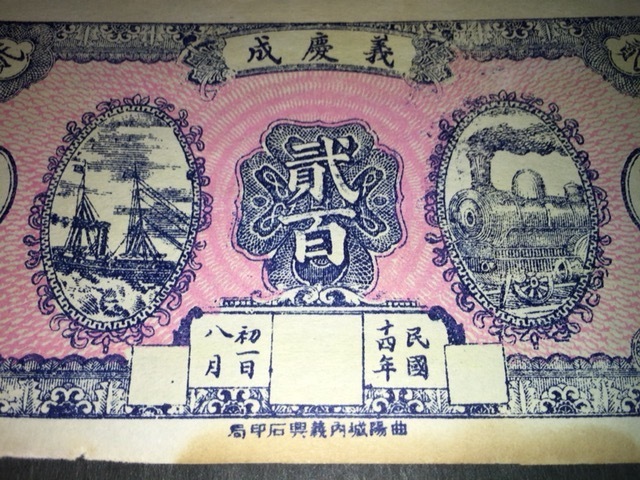 義慶成
貳百
民國
十四年
初一日
八月
曲陽城內義興石印局